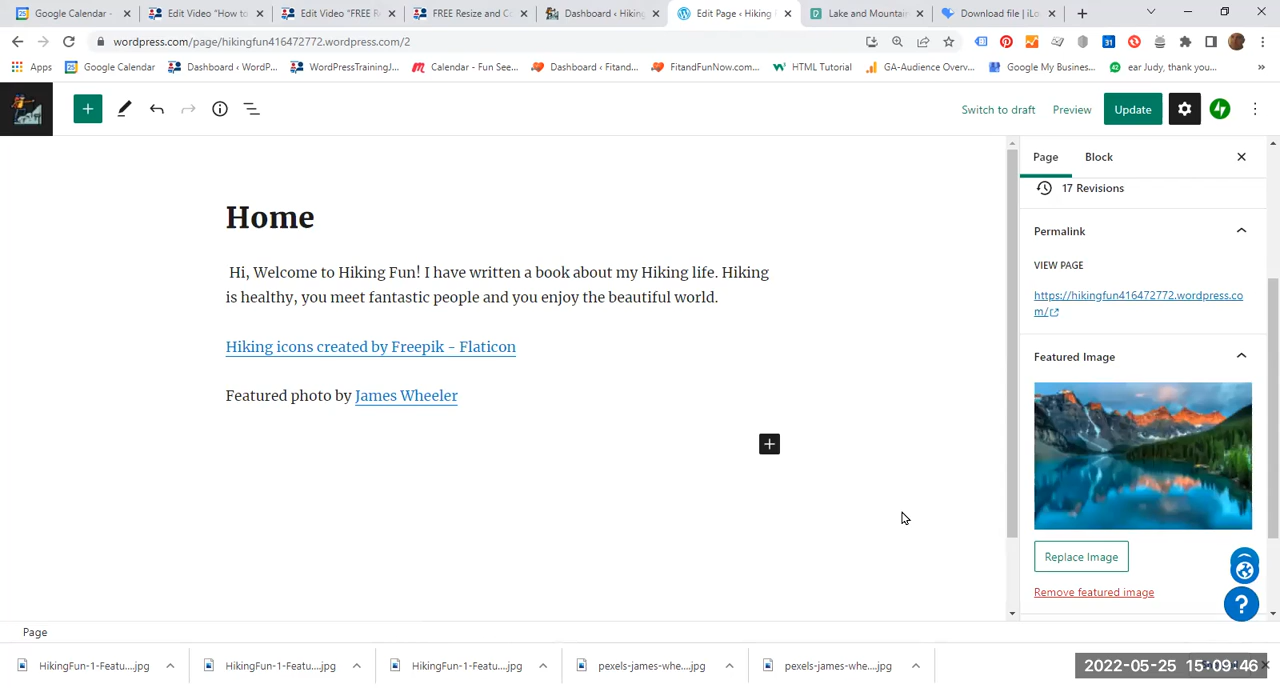 Google Calendar -
Edit Video "How to
Edit Video "FREE R
FREE Resize and C
Dashboard ‹ Hiking
Edit Page ‹ Hiking
Lake and Mountain
Download file | iLo
wordpress.com/page/hikingfun416472772.wordpress.com/2
Apps
Google Calendar
Dashboard ‹ WordP...
WordPressTrainingJ...
Calendar - Fun See...
Dashboard ‹ Fitand...
FitandFunNow.com...
HTML Tutorial
GA-Audience Overv...
Google My Busines...
ear Judy, thank you...
»
Switch to draft
Preview
Update
Page
Block
17 Revisions
Home
Permalink
VIEW PAGE
Hi, Welcome to Hiking Fun! I have written a book about my Hiking life. Hiking
is healthy, you meet fantastic people and you enjoy the beautiful world.
https://hikingfun416472772.wordpress.co
m/
Hiking icons created by Freepik - Flaticon
Featured Image
Featured photo by James Wheeler
Replace Image
Remove featured image
?
Page
HikingFun-1-Featu....jpg
HikingFun-1-Featu....jpg
HikingFun-1-Featu....jpg
pexels-james-whe....jpg
pexels-james-whe....jpg
2022-05-25 15:09:46